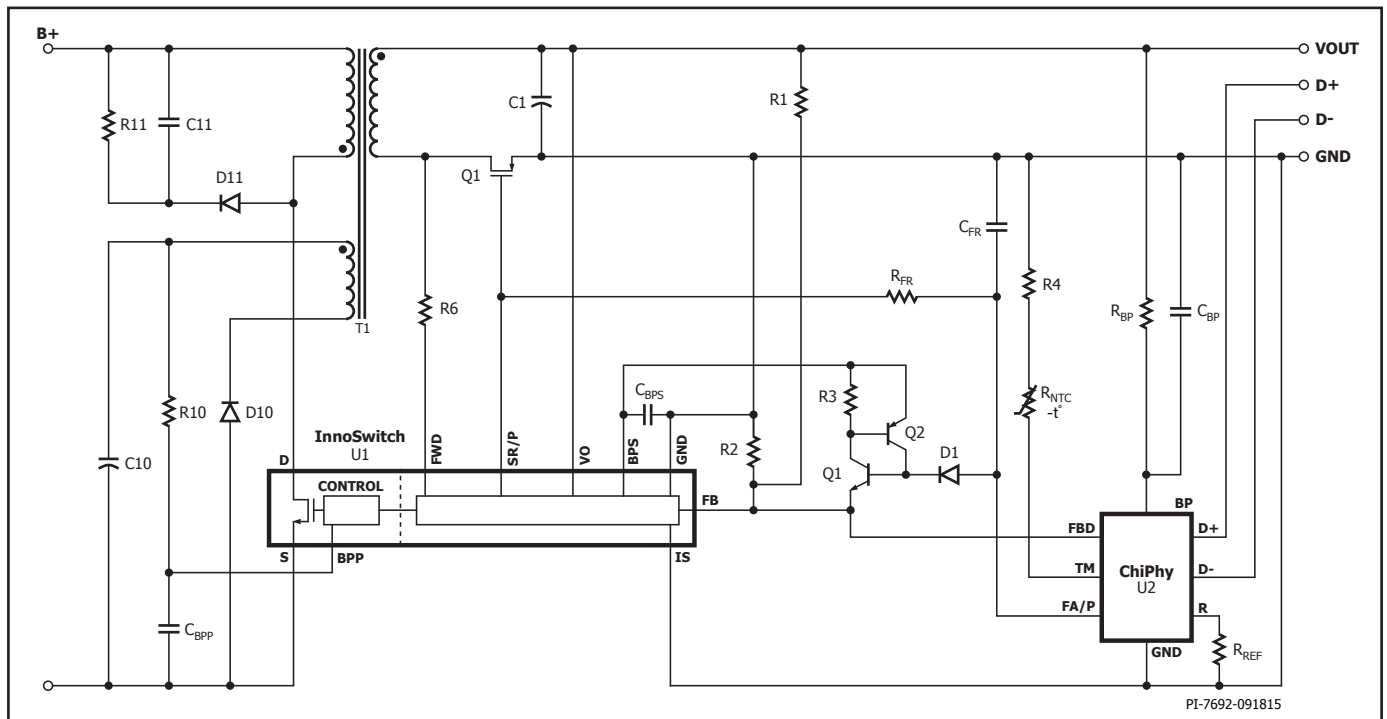 B+
VOUT
D+
D-
GND
R11
C11
D11
Q1
C1
R1
T1
R6
C_FR
R_FR
R4
R_BP
C_BP
R_NTC
-t°
R10
D10
C10
C_BPS
R3
Q2
R2
Q1
D1
InnoSwitch
U1
D
FWD
SR/P
VO
BPS
GND
CONTROL
FB
S
BPP
IS
C_BPP
BP
FBD
D+
TM
ChiPhy
U2
D-
FA/P
R
GND
R_REF
PI-7692-091815